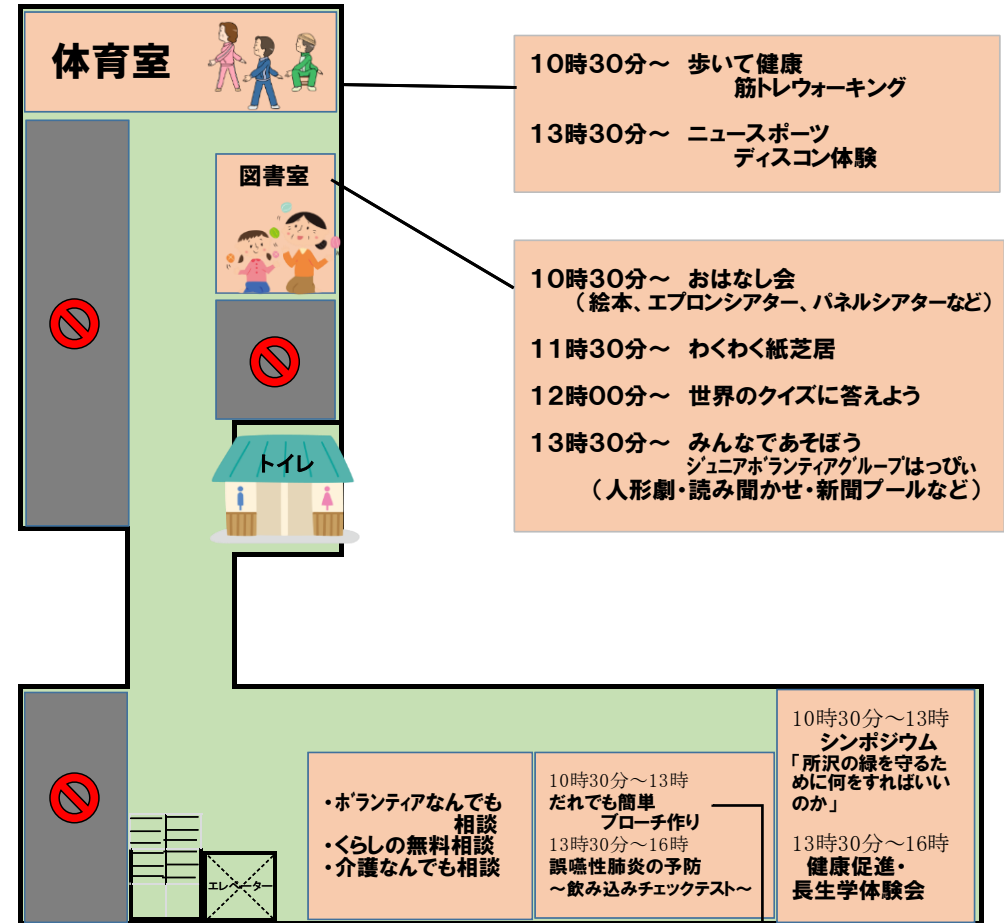 体育室
10時30分～ 歩いて健康
筋トレウォーキング
13時30分～ ニュースポーツ
ディスコン体験
図書室
10時30分～ おはなし会
（絵本、エプロンシアター、パネルシアターなど）
11時30分～ わくわく紙芝居
12時00分～ 世界のクイズに答えよう
13時30分～ みんなであそぼう
ジュニアボランティアグループはっぴぃ
（人形劇・読み聞かせ・新聞プールなど）
トイレ
エレベーター
・ボランティアなんでも
相談
・くらしの無料相談
・介護なんでも相談
10時30分～13時
だれでも簡単
ブローチ作り
13時30分～16時
誤嚥性肺炎の予防
～飲み込みチェックテスト～
10時30分～13時
シンポジウム
「所沢の緑を守るた
めに何をすればいい
のか」
13時30分～16時
健康促進・
長生学体験会